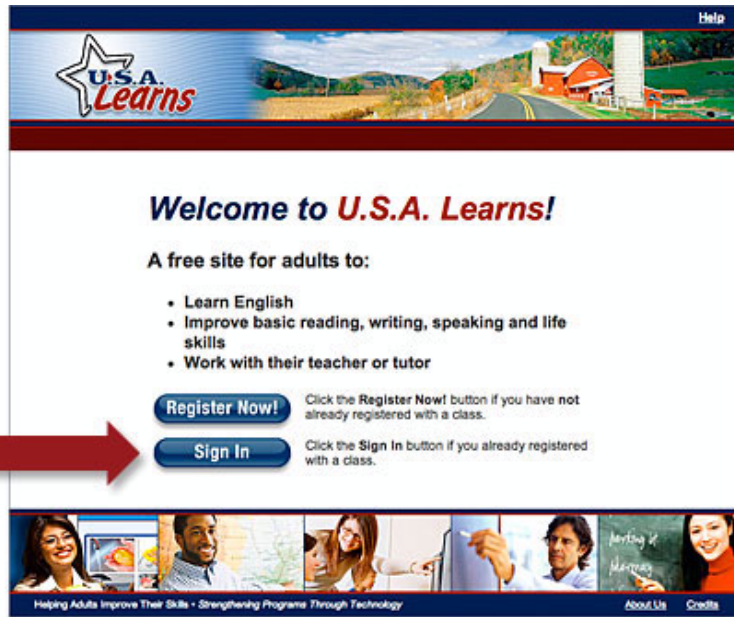 Help
U.S.A.
Learns
Welcome to U.S.A. Learns!
A free site for adults to:
• Learn English
• Improve basic reading, writing, speaking and life
skills
• Work with their teacher or tutor
Register Now!
Click the Register Now! button if you have not
already registered with a class.
Sign In
Click the Sign In button if you already registered
with a class.
Helping Adults Improve Their Skills • Strengthening Programs Through Technology
About Us
Credits